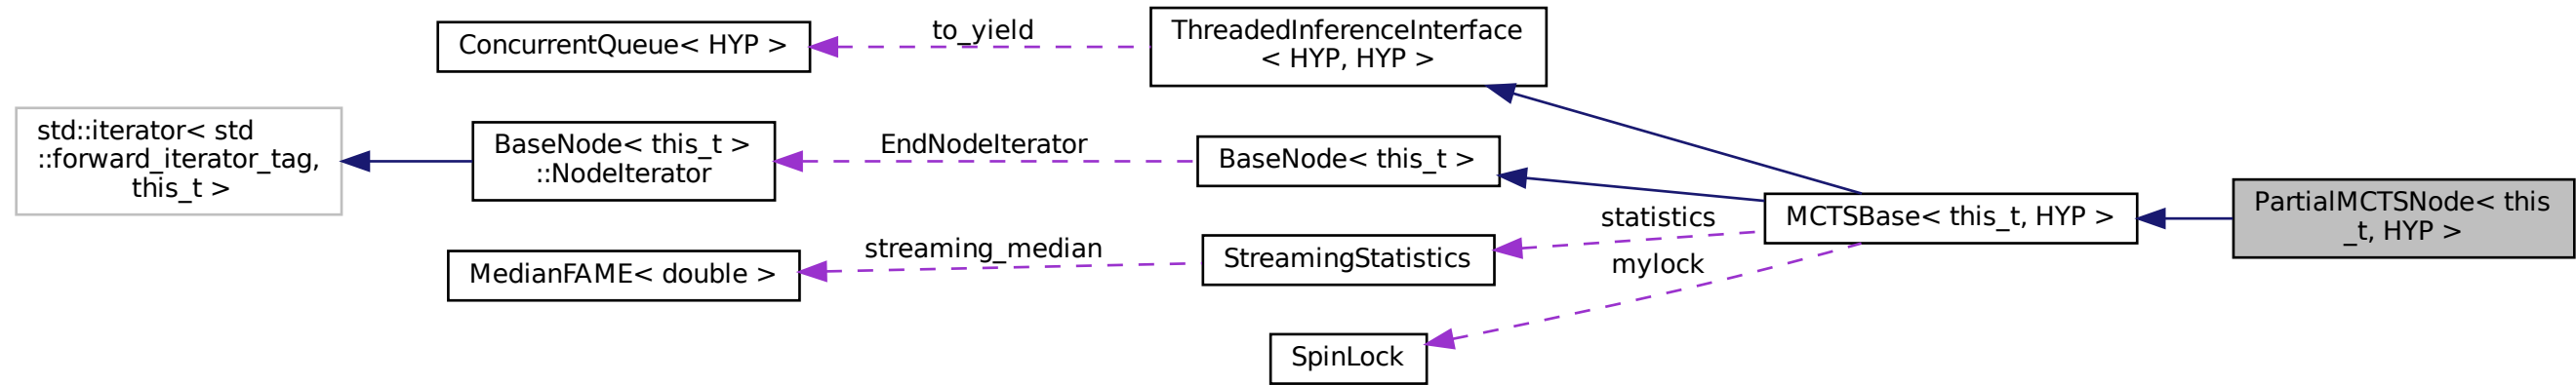 ConcurrentQueue< HYP >
to_yield
ThreadedInferenceInterface
< HYP, HYP >
std::iterator< std
::forward_iterator_tag,
this_t >
BaseNode< this_t >
::NodeIterator
EndNodeIterator
BaseNode< this_t >
MedianFAME< double >
streaming_median
StreamingStatistics
statistics
mylock
SpinLock
MCTSBase< this_t, HYP >
PartialMCTSNode< this
_t, HYP >